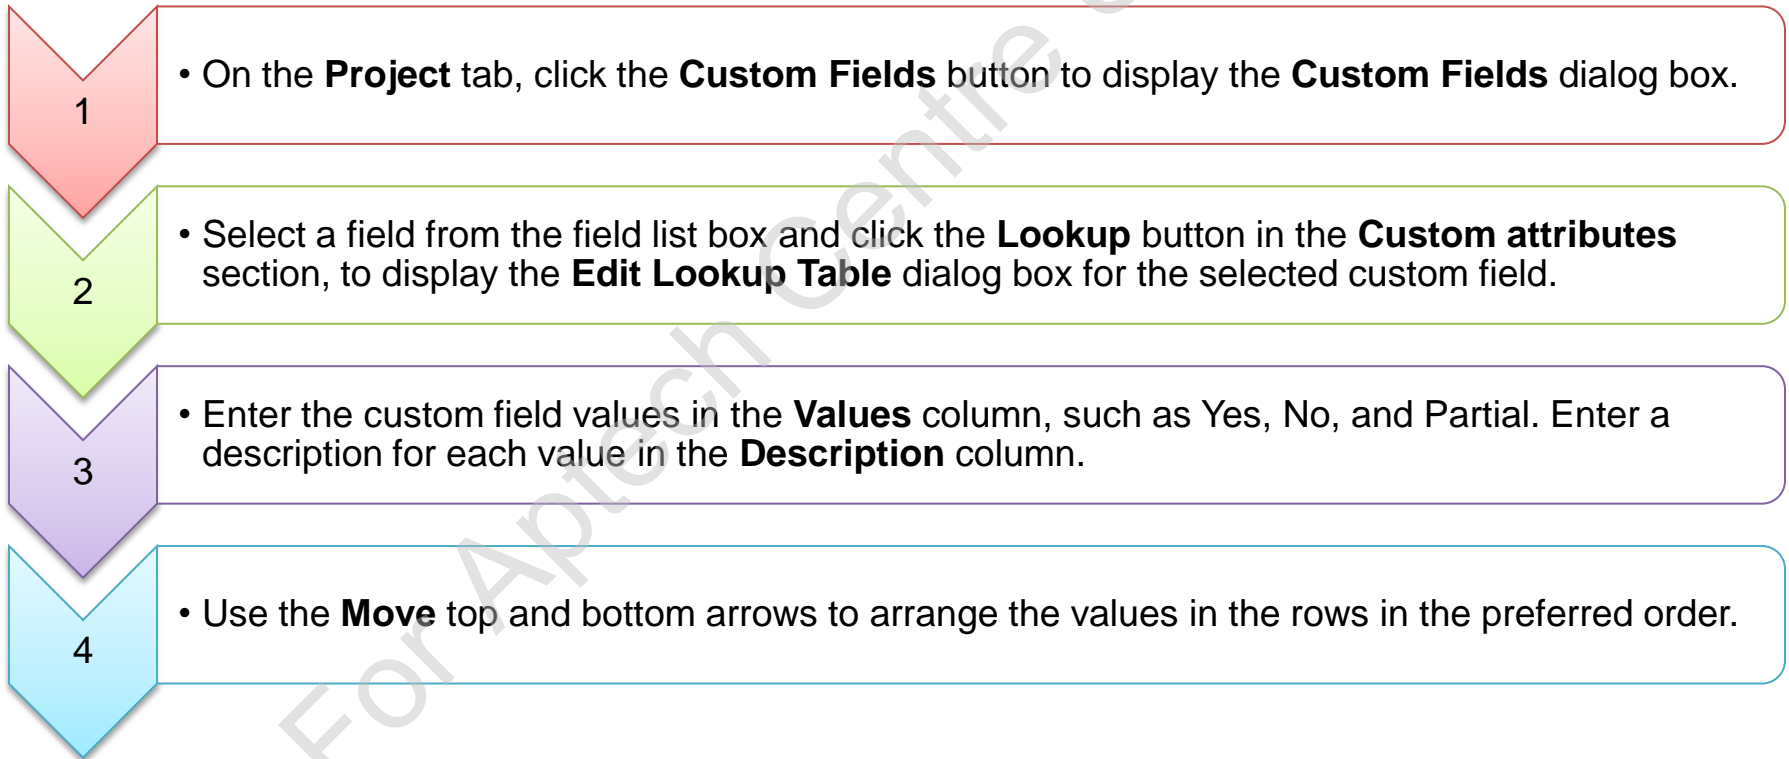 1
• On the Project tab, click the Custom Fields button to display the Custom Fields dialog box.
2
• Select a field from the field list box and click the Lookup button in the Custom attributes
section, to display the Edit Lookup Table dialog box for the selected custom field.
3
• Enter the custom field values in the Values column, such as Yes, No, and Partial. Enter a
description for each value in the Description column.
4
• Use the Move top and bottom arrows to arrange the values in the rows in the preferred order.
For Aptech Centre